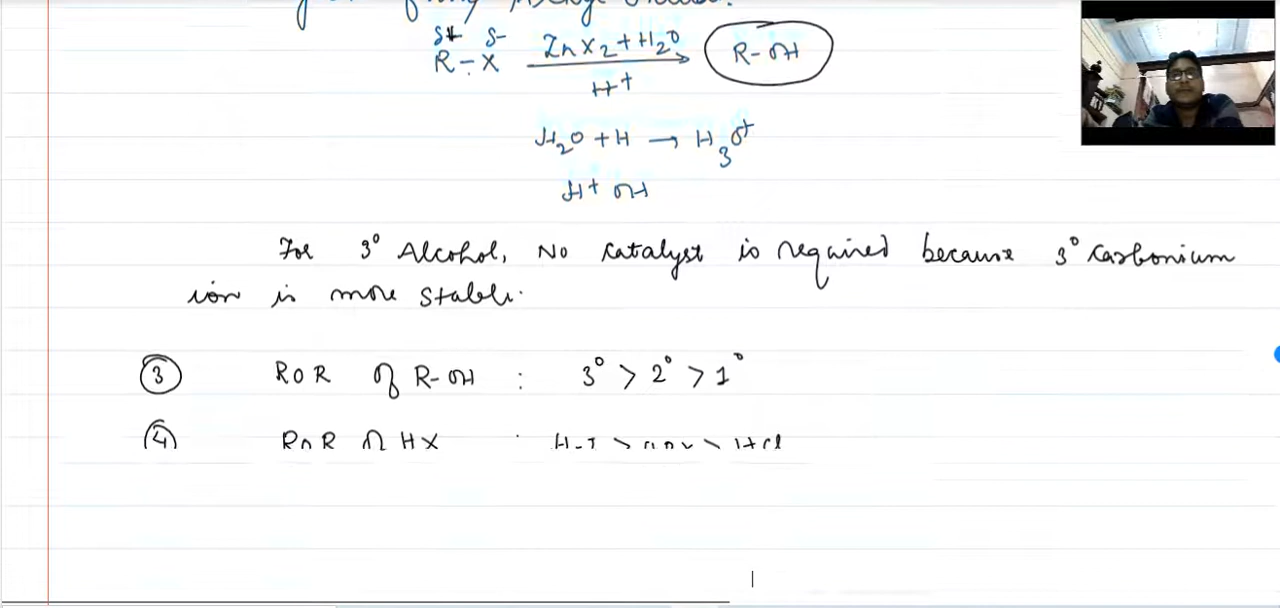 δ+ δ-
R-X ZnX2+H2O R-OH
H+
H2O + H → H3O+
H+ OH
For 3° Alcohol, No catalyst is required because 3° carbonium
ion is more stable.
③ ROR of R-OH : 3° > 2° > 1°
④ ROR of HX : H-I > > HCl